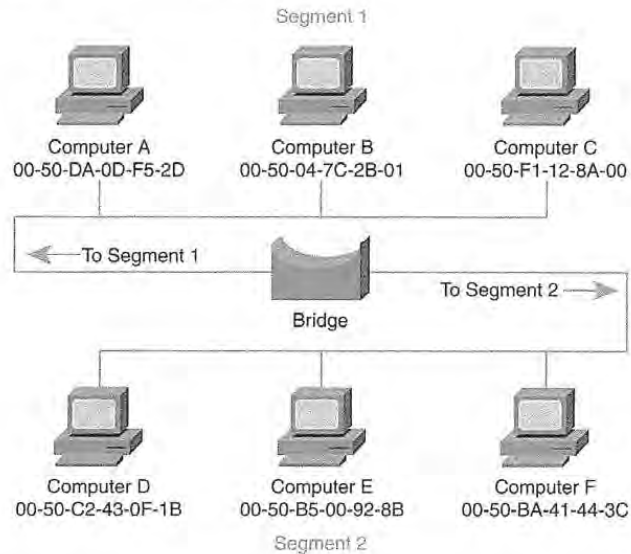 Segment 1
Computer A
00-50-DA-0D-F5-2D
Computer B
00-50-04-7C-2B-01
Computer C
00-50-F1-12-8A-00
To Segment 1
To Segment 2
Bridge
Computer D
00-50-C2-43-0F-1B
Computer E
00-50-B5-00-92-8B
Computer F
00-50-BA-41-44-3C
Segment 2